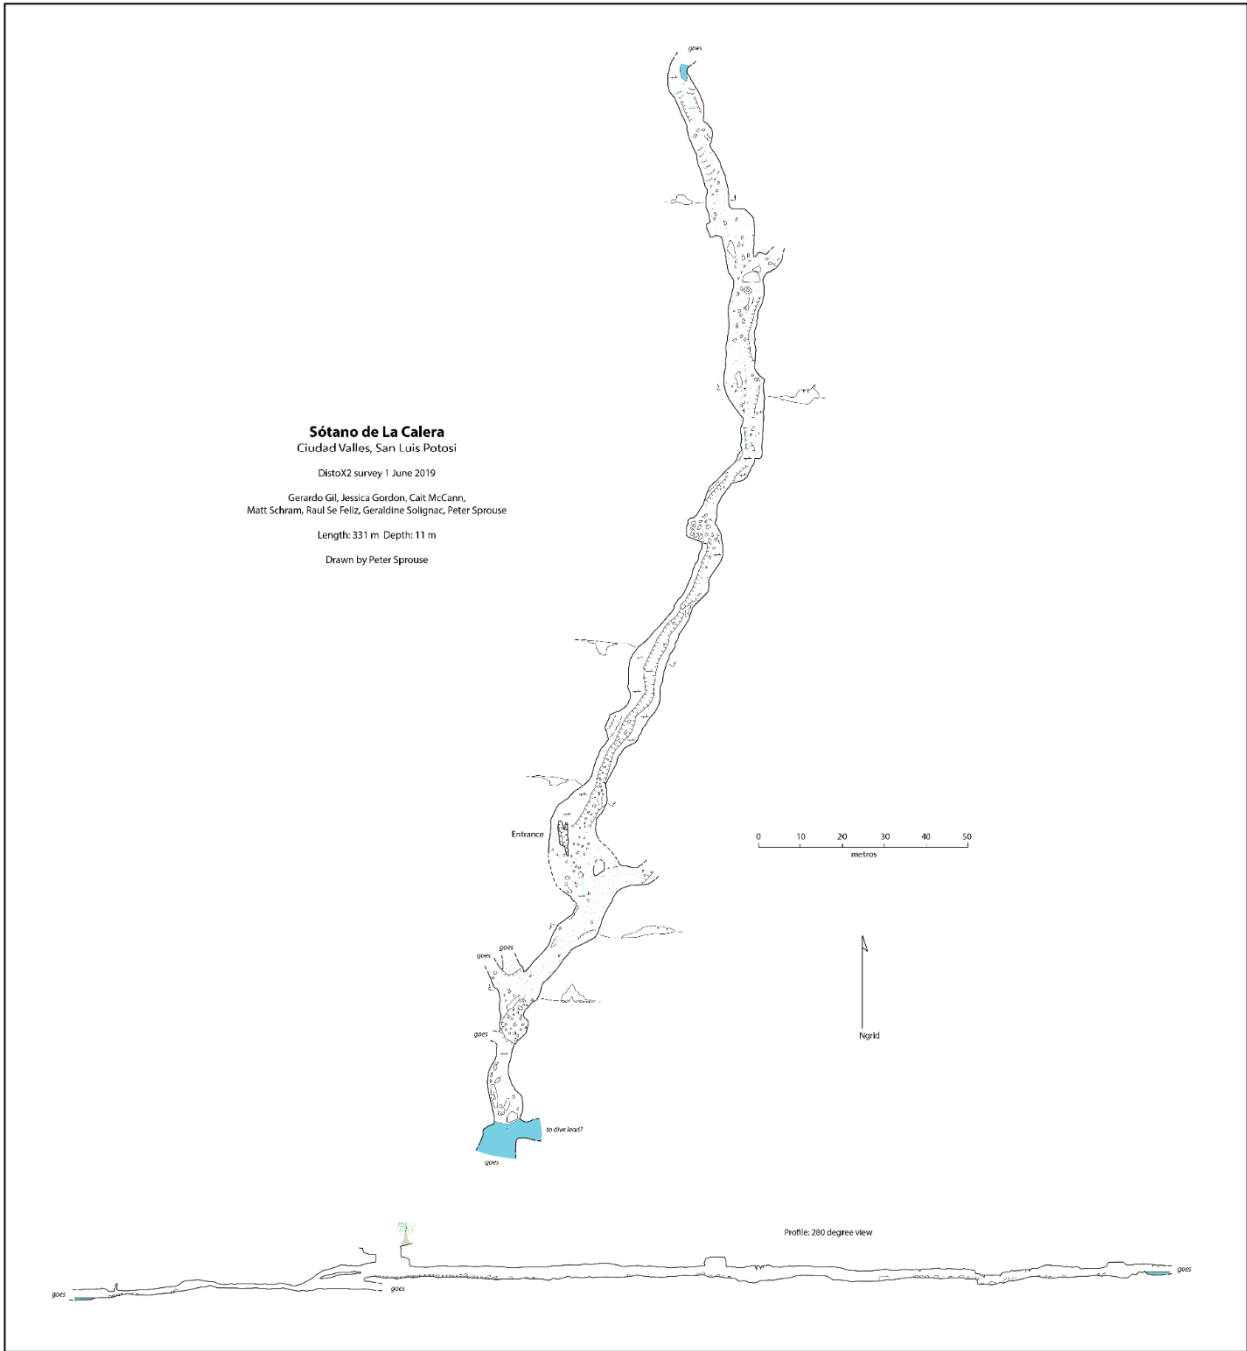 goes
Sótano de La Calera
Ciudad Valles, San Luis Potosi
DistoX2 survey 1 June 2019
Gerardo Gil, Jessica Gordon, Cait McCann,
Matt Schram, Raul Se Feliz, Geraldine Solignac, Peter Sprouse
Length: 331 m Depth: 11 m
Drawn by Peter Sprouse
Entrance
0 10 20 30 40 50
metros
goes
goes
goes
Ngrid
to dive lead?
goes
Profile: 280 degree view
goes
goes
goes